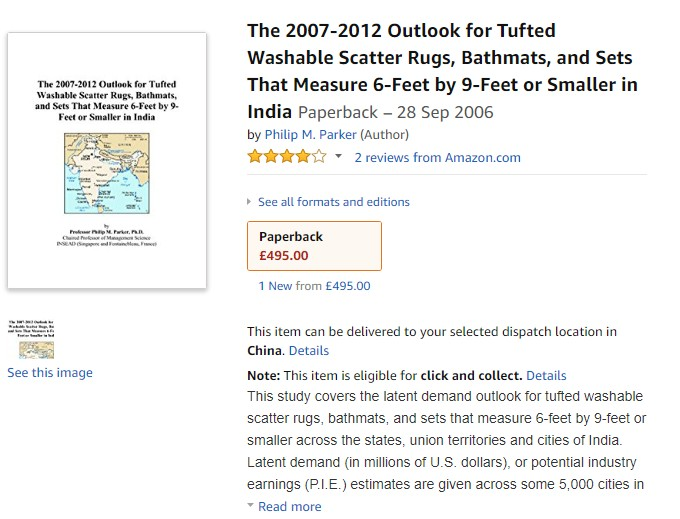 The 2007-2012 Outlook for Tufted
Washable Scatter Rugs, Bathmats,
and Sets That Measure 6-Feet by 9-
Feet or Smaller in India
by
Professor Philip M. Parker, Ph.D.
Chaired Professor of Management Science
INSEAD (Singapore and Fontainebleau, France)
See this image
The 2007-2012 Outlook for Tufted
Washable Scatter Rugs, Bathmats, and Sets
That Measure 6-Feet by 9-Feet or Smaller in
India Paperback – 28 Sep 2006
by Philip M. Parker (Author)
2 reviews from Amazon.com
See all formats and editions
Paperback
£495.00
1 New from £495.00
This item can be delivered to your selected dispatch location in
China. Details
Note: This item is eligible for click and collect. Details
This study covers the latent demand outlook for tufted washable
scatter rugs, bathmats, and sets that measure 6-feet by 9-feet or
smaller across the states, union territories and cities of India.
Latent demand (in millions of U.S. dollars), or potential industry
earnings (P.I.E.) estimates are given across some 5,000 cities in
Read more